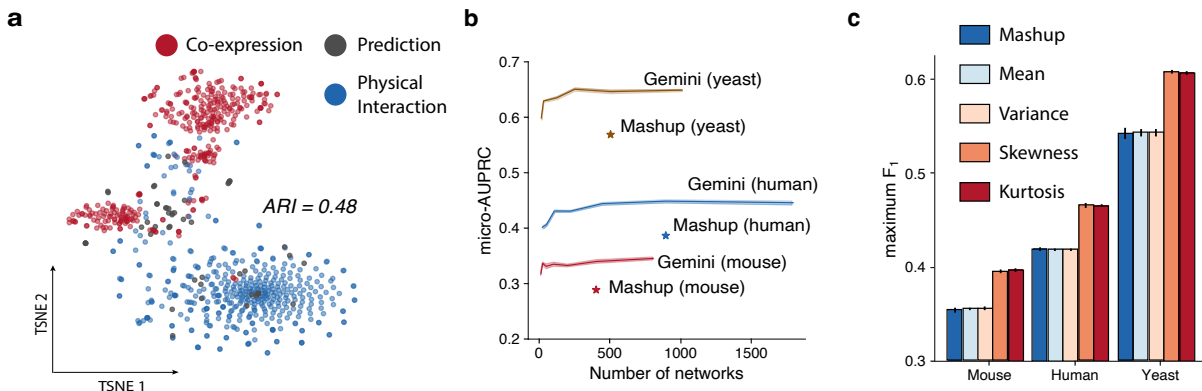 a
Co-expression
Prediction
Physical
Interaction
ARI = 0.48
TSNE 2
TSNE 1
b
0.7
0.6
0.5
0.4
0.3
0.2
micro-AUPRC
Gemini (yeast)
Mashup (yeast)
Gemini (human)
Mashup (human)
Gemini (mouse)
Mashup (mouse)
0 500 1000 1500
Number of networks
c
Mashup
Mean
Variance
Skewness
Kurtosis
0.6
0.5
0.4
0.3
maximum F1
Mouse Human Yeast